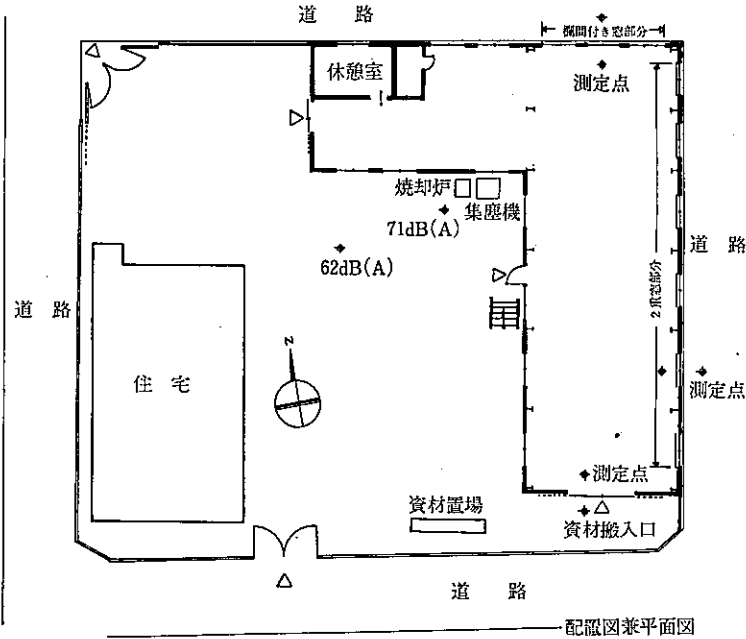 道 路
欄間付き窓部分
休憩室
測定点
焼却炉
集塵機
71dB(A)
62dB(A)
道 路
2重窓部分
道 路
z
住 宅
測定点
測定点
資材置場
資材搬入口
道 路
配置図兼平面図